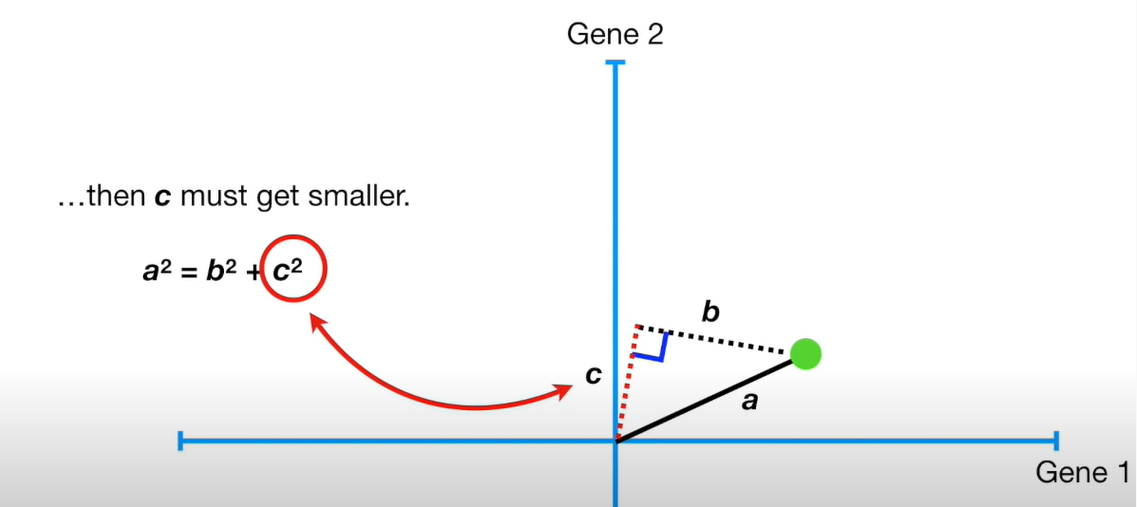 Gene 2
…then c must get smaller.
a² = b² + c²
b
c
a
Gene 1